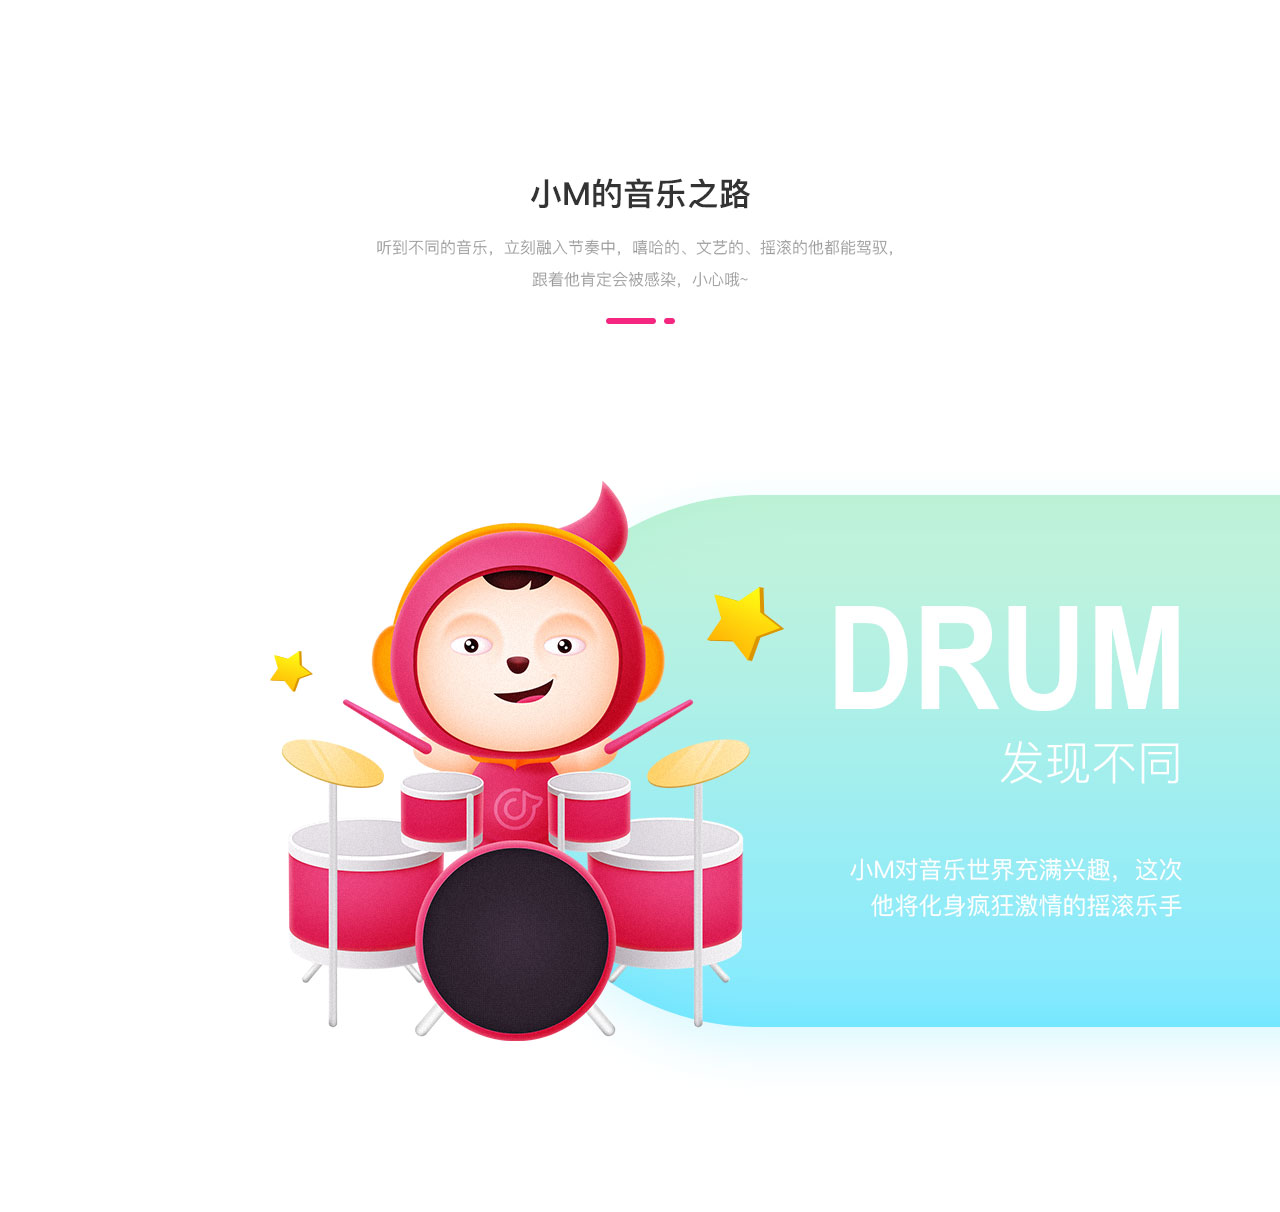 小M的音乐之路
听到不同的音乐，立刻融入节奏中，嘻哈的、文艺的、摇滚的他都能驾驭，
跟着他肯定会被感染，小心哦~
DRUM
发现不同
小M对音乐世界充满兴趣，这次
他将化身疯狂激情的摇滚乐手